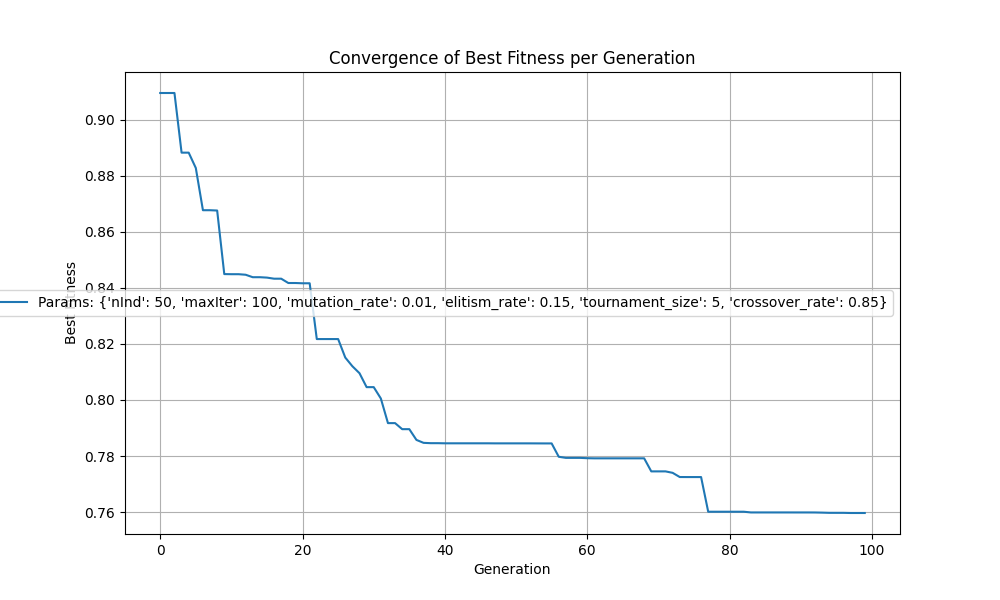 Convergence of Best Fitness per Generation
0.90
0.88
0.86
0.84
0.82
0.80
0.78
0.76
Best Fitness
Params: {'nInd': 50, 'maxIter': 100, 'mutation_rate': 0.01, 'elitism_rate': 0.15, 'tournament_size': 5, 'crossover_rate': 0.85}
0 20 40 60 80 100
Generation